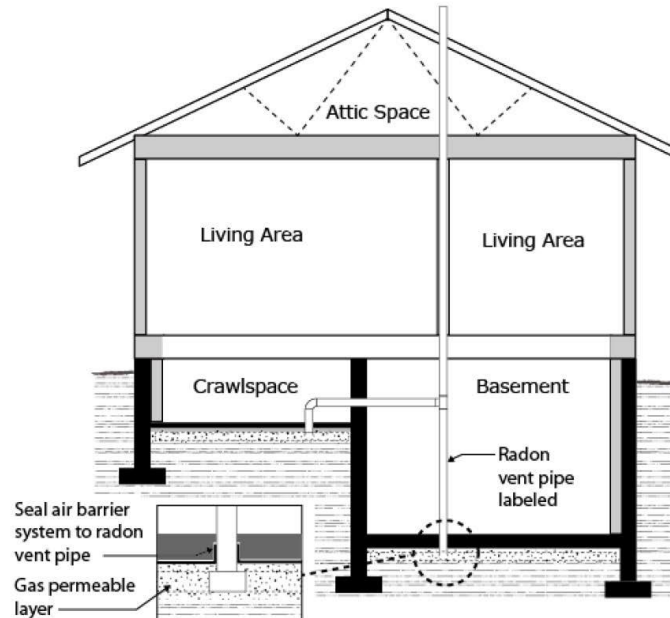 Attic Space
Living Area
Living Area
Crawlspace
Basement
Radon
vent pipe
labeled
Seal air barrier
system to radon
vent pipe
Gas permeable
layer